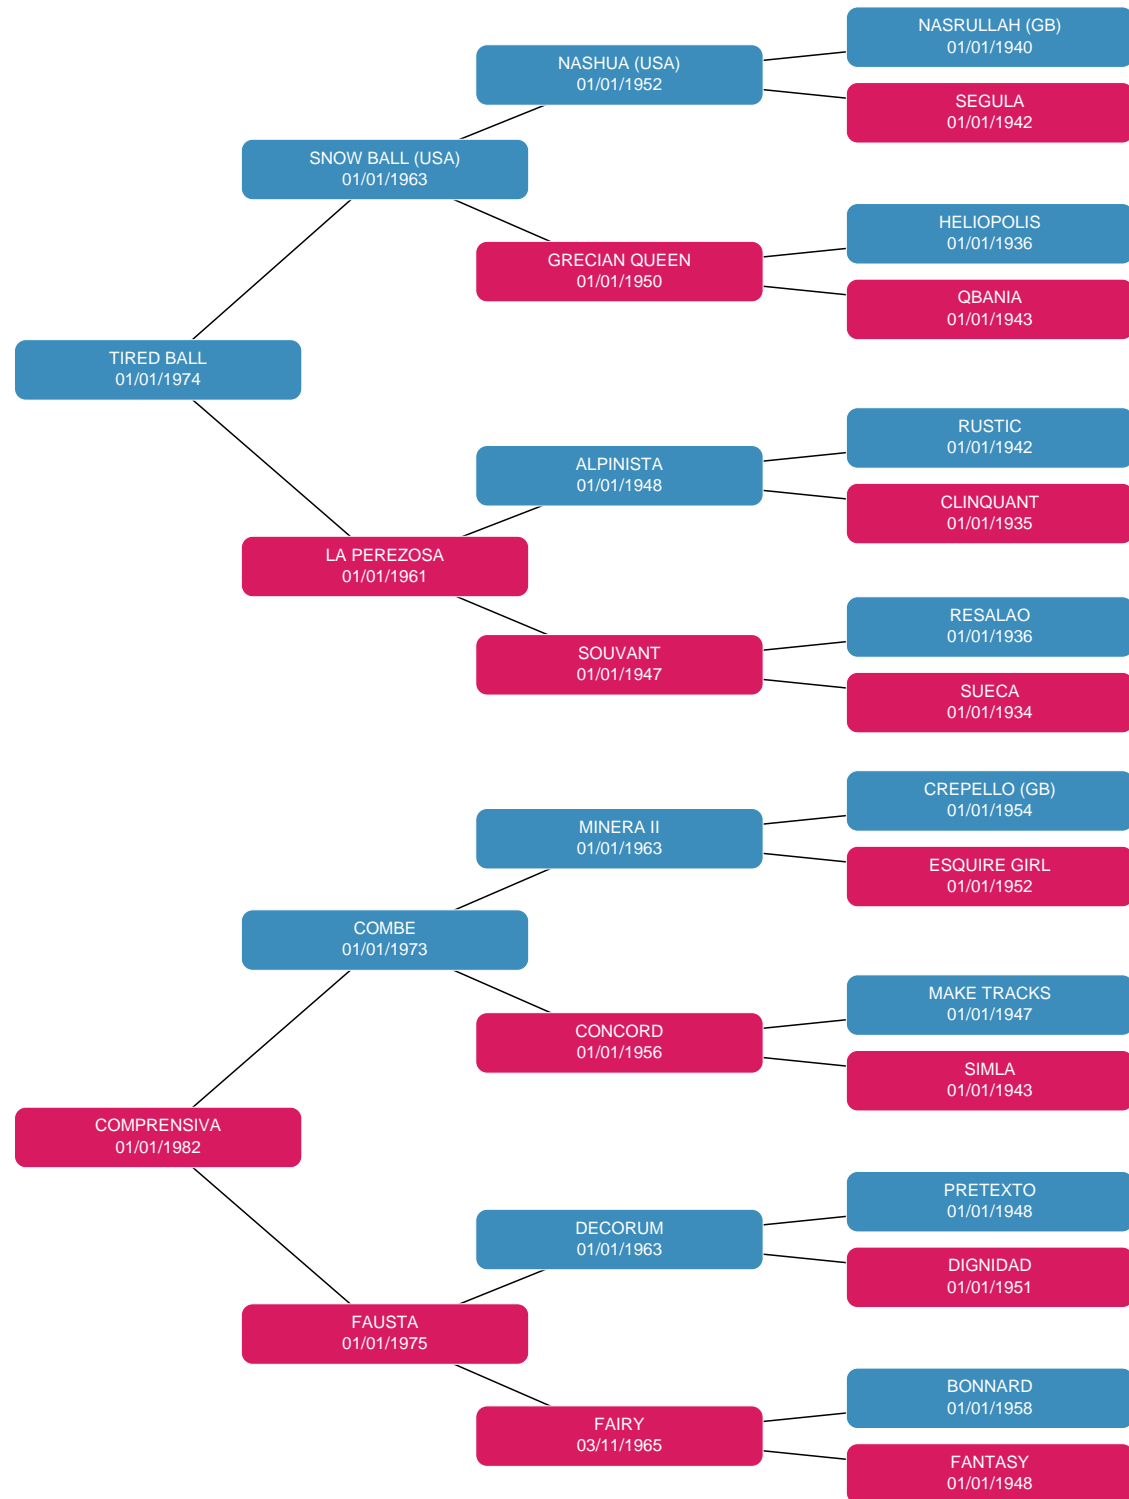 NASRULLAH (GB)
01/01/1940
NASHUA (USA)
01/01/1952
SEGULA
01/01/1942
SNOW BALL (USA)
01/01/1963
HELIOPOLIS
01/01/1936
GRECIAN QUEEN
01/01/1950
QBANIA
01/01/1943
TIRED BALL
01/01/1974
RUSTIC
01/01/1942
ALPINISTA
01/01/1948
CLINQUANT
01/01/1935
LA PEREZOSA
01/01/1961
RESALAO
01/01/1936
SOUVANT
01/01/1947
SUECA
01/01/1934
CREPELLO (GB)
01/01/1954
MINERA II
01/01/1963
ESQUIRE GIRL
01/01/1952
COMBE
01/01/1973
MAKE TRACKS
01/01/1947
CONCORD
01/01/1956
SIMLA
01/01/1943
COMPRENSIVA
01/01/1982
PRETEXTO
01/01/1948
DECORUM
01/01/1963
DIGNIDAD
01/01/1951
FAUSTA
01/01/1975
BONNARD
01/01/1958
FAIRY
03/11/1965
FANTASY
01/01/1948